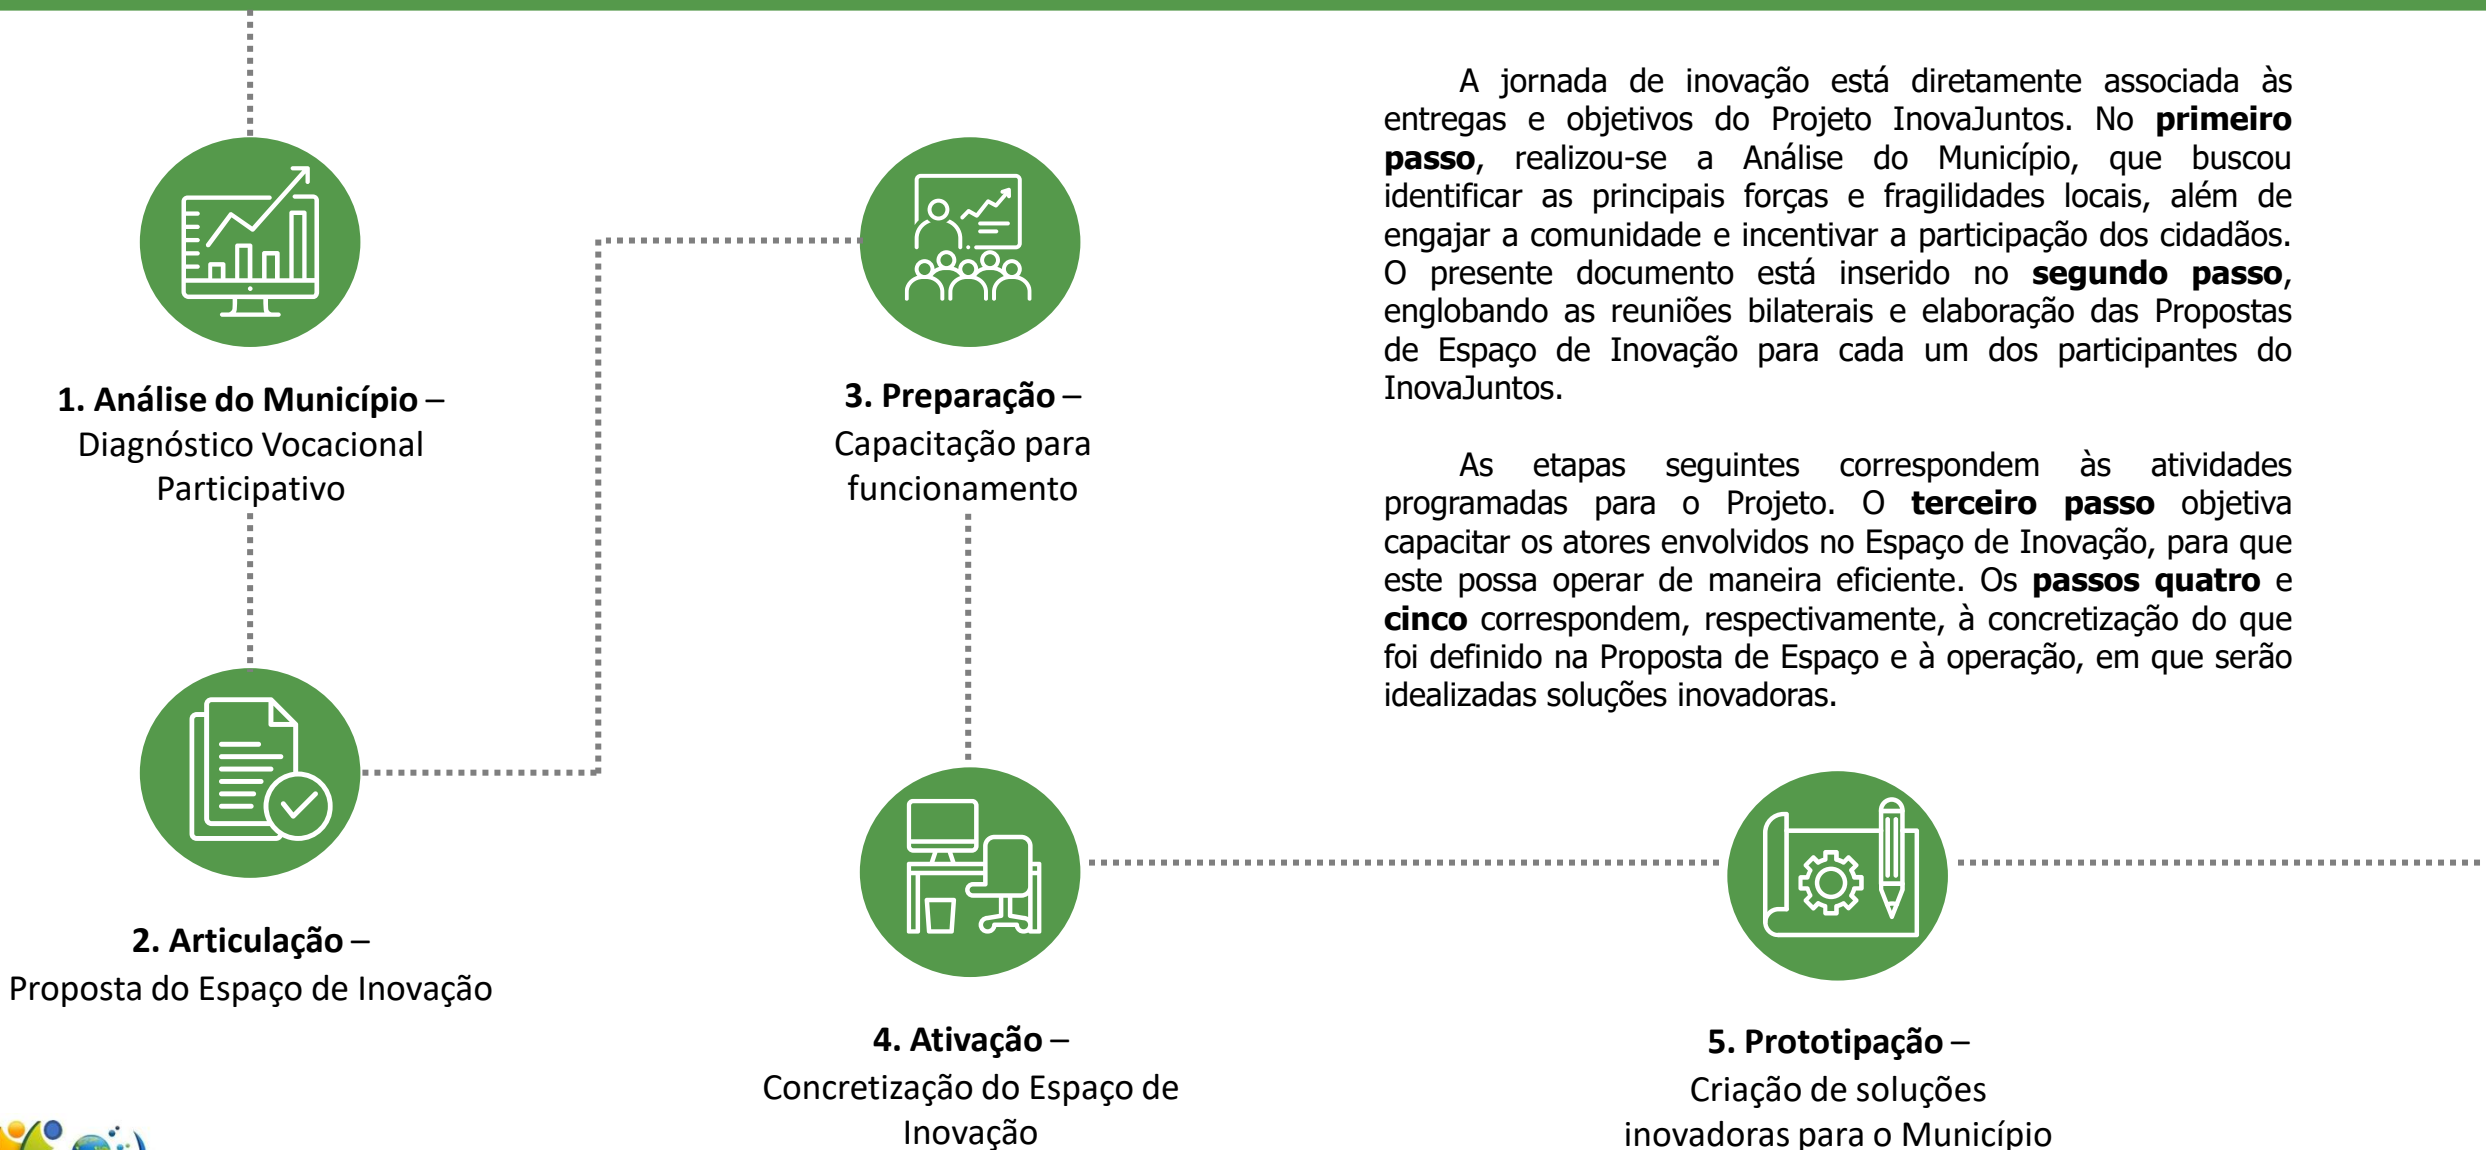 1. Análise do Município –
Diagnóstico Vocacional
Participativo
2. Articulação –
Proposta do Espaço de Inovação
3. Preparação –
Capacitação para
funcionamento
4. Ativação –
Concretização do Espaço de
Inovação
A jornada de inovação está diretamente associada às
entregas e objetivos do Projeto InovaJuntos. No primeiro
passo, realizou-se a Análise do Município, que buscou
identificar as principais forças e fragilidades locais, além de
engajar a comunidade e incentivar a participação dos cidadãos.
O presente documento está inserido no segundo passo,
englobando as reuniões bilaterais e elaboração das Propostas
de Espaço de Inovação para cada um dos participantes do
InovaJuntos.
As etapas seguintes correspondem às atividades
programadas para o Projeto. O terceiro passo objetiva
capacitar os atores envolvidos no Espaço de Inovação, para que
este possa operar de maneira eficiente. Os passos quatro e
cinco correspondem, respectivamente, à concretização do que
foi definido na Proposta de Espaço e à operação, em que serão
idealizadas soluções inovadoras.
5. Prototipação –
Criação de soluções
inovadoras para o Município